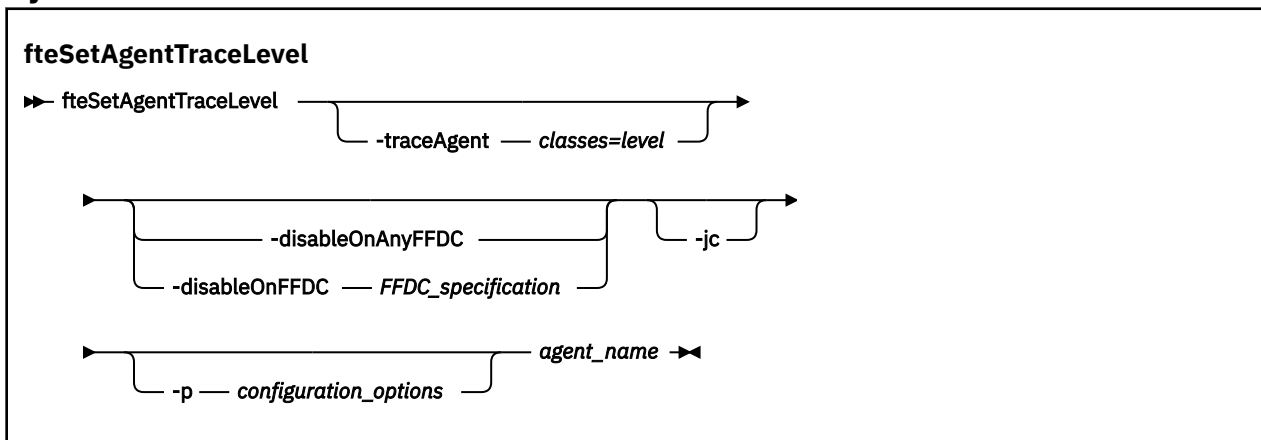 fteSetAgentTraceLevel
fteSetAgentTraceLevel
-traceAgent classes=level
-disableOnAnyFFDC
-jc
-disableOnFFDC FFDC_specification
agent_name
-p configuration_options